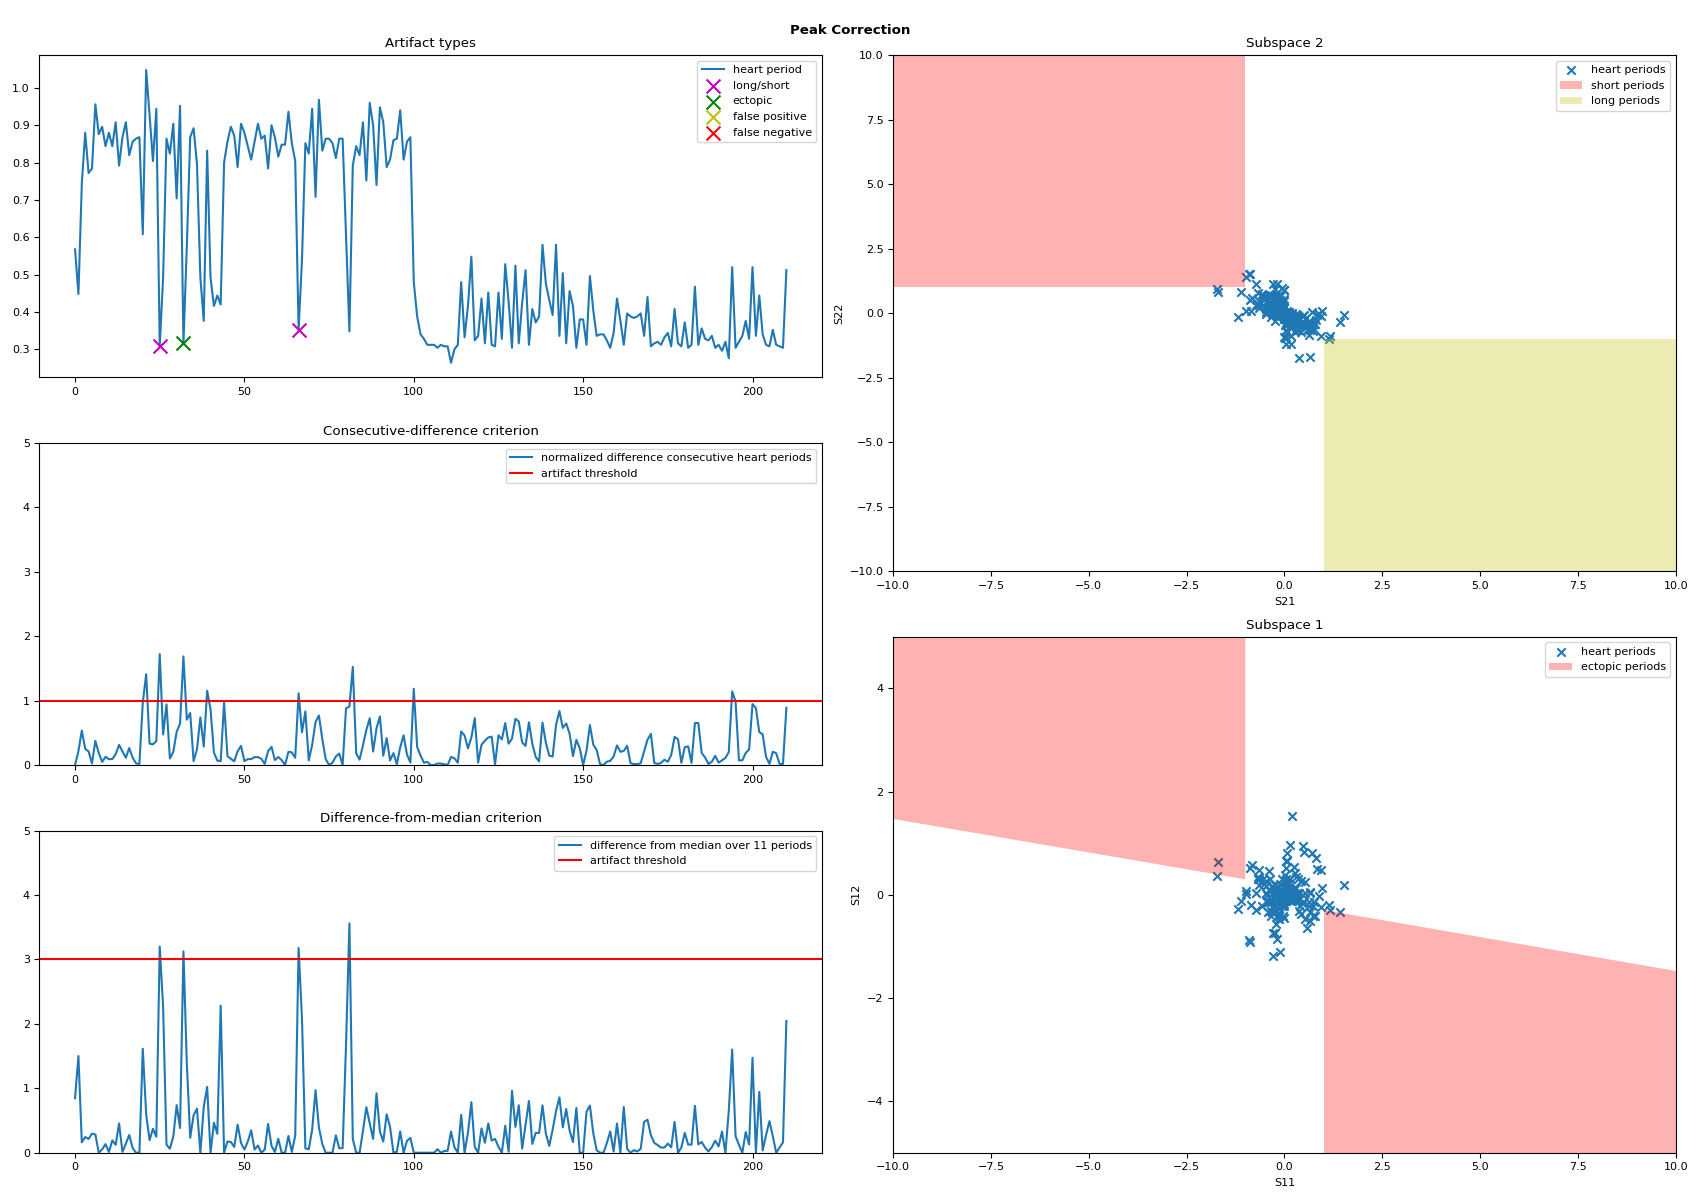 Peak Correction
Artifact types
heart period
long/short
ectopic
false positive
false negative
1.0
0.9
0.8
0.7
0.6
0.5
0.4
0.3
0 50 100 150 200
Consecutive-difference criterion
normalized difference consecutive heart periods
artifact threshold
5
4
3
2
1
0
0 50 100 150 200
Difference-from-median criterion
difference from median over 11 periods
artifact threshold
5
4
3
2
1
0
0 50 100 150 200
Subspace 2
heart periods
short periods
long periods
10.0
7.5
5.0
2.5
0.0
−2.5
−5.0
−7.5
−10.0
S22
−10.0 −7.5 −5.0 −2.5 0.0 2.5 5.0 7.5 10.0
S21
Subspace 1
heart periods
ectopic periods
4
2
0
−2
−4
S12
−10.0 −7.5 −5.0 −2.5 0.0 2.5 5.0 7.5 10.0
S11